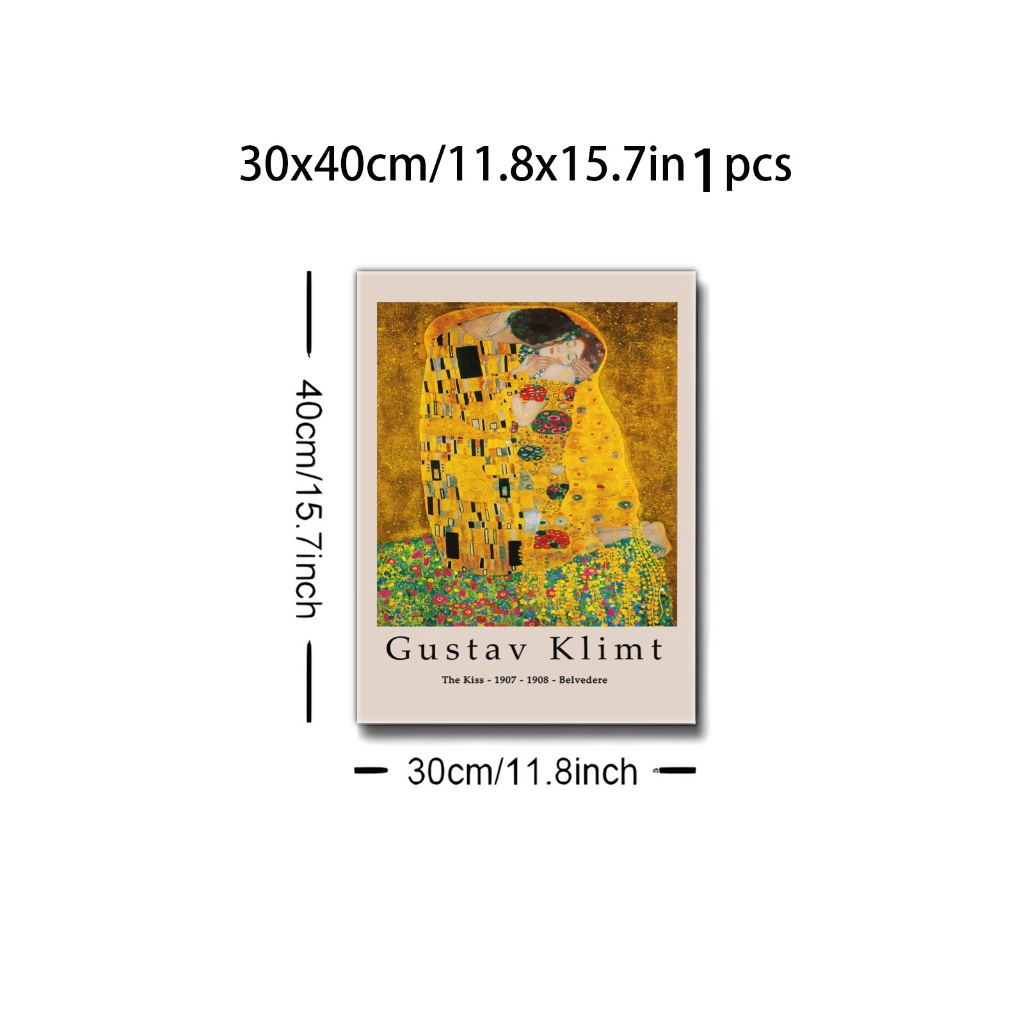 30x40cm/11.8x15.7in1pcs
40cm/15.7inch
Gustav Klimt
The Kiss - 1907 - 1908 - Belvedere
30cm/11.8inch